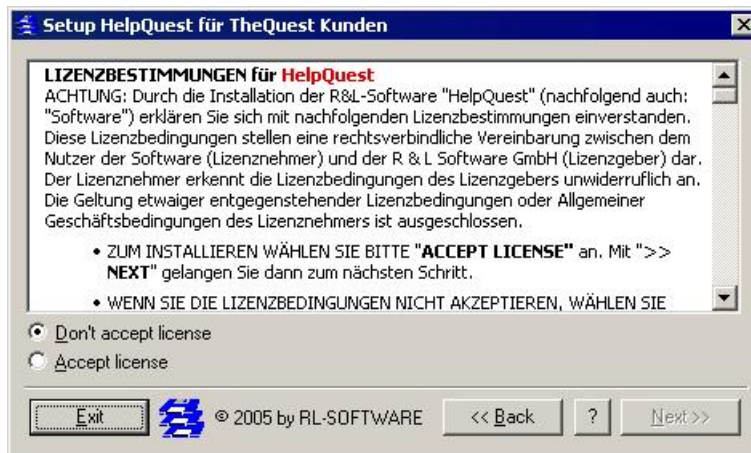 Setup HelpQuest für TheQuest Kunden
LIZENZBESTIMMUNGEN für HelpQuest
ACHTUNG: Durch die Installation der R&L-Software "HelpQuest" (nachfolgend auch:
"Software") erklären Sie sich mit nachfolgenden Lizenzbestimmungen einverstanden.
Diese Lizenzbedingungen stellen eine rechtsverbindliche Vereinbarung zwischen dem
Nutzer der Software (Lizenznehmer) und der R & L Software GmbH (Lizenzgeber) dar.
Der Lizenznehmer erkennt die Lizenzbedingungen des Lizenzgebers unwiderruflich an.
Die Geltung etwaiger entgegenstehender Lizenzbedingungen oder Allgemeiner
Geschäftsbedingungen des Lizenznehmers ist ausgeschlossen.
• ZUM INSTALLIEREN WÄHLEN SIE BITTE "ACCEPT LICENSE" an. Mit ">>
NEXT" gelangen Sie dann zum nächsten Schritt.
• WENN SIE DIE LIZENZBEDINGUNGEN NICHT AKZEPTIEREN, WÄHLEN SIE
Don't accept license
Accept license
Exit © 2005 by RL-SOFTWARE << Back ? Next >>